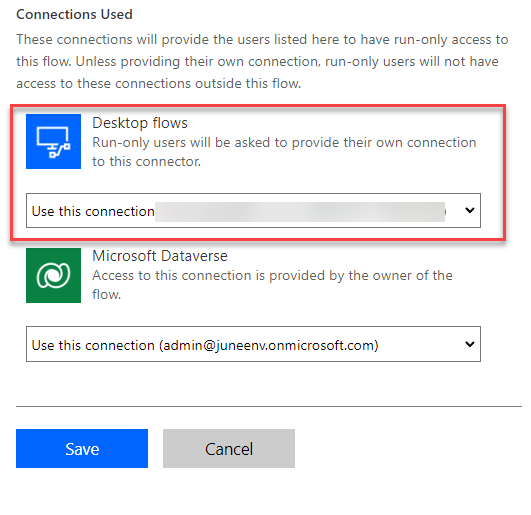 Connections Used
These connections will provide the users listed here to have run-only access to
this flow. Unless providing their own connection, run-only users will not have
access to these connections outside this flow.
Desktop flows
Run-only users will be asked to provide their own connection
to this connector.
Use this connection
Microsoft Dataverse
Access to this connection is provided by the owner of the
flow.
Use this connection (admin@juneenv.onmicrosoft.com)
Save
Cancel